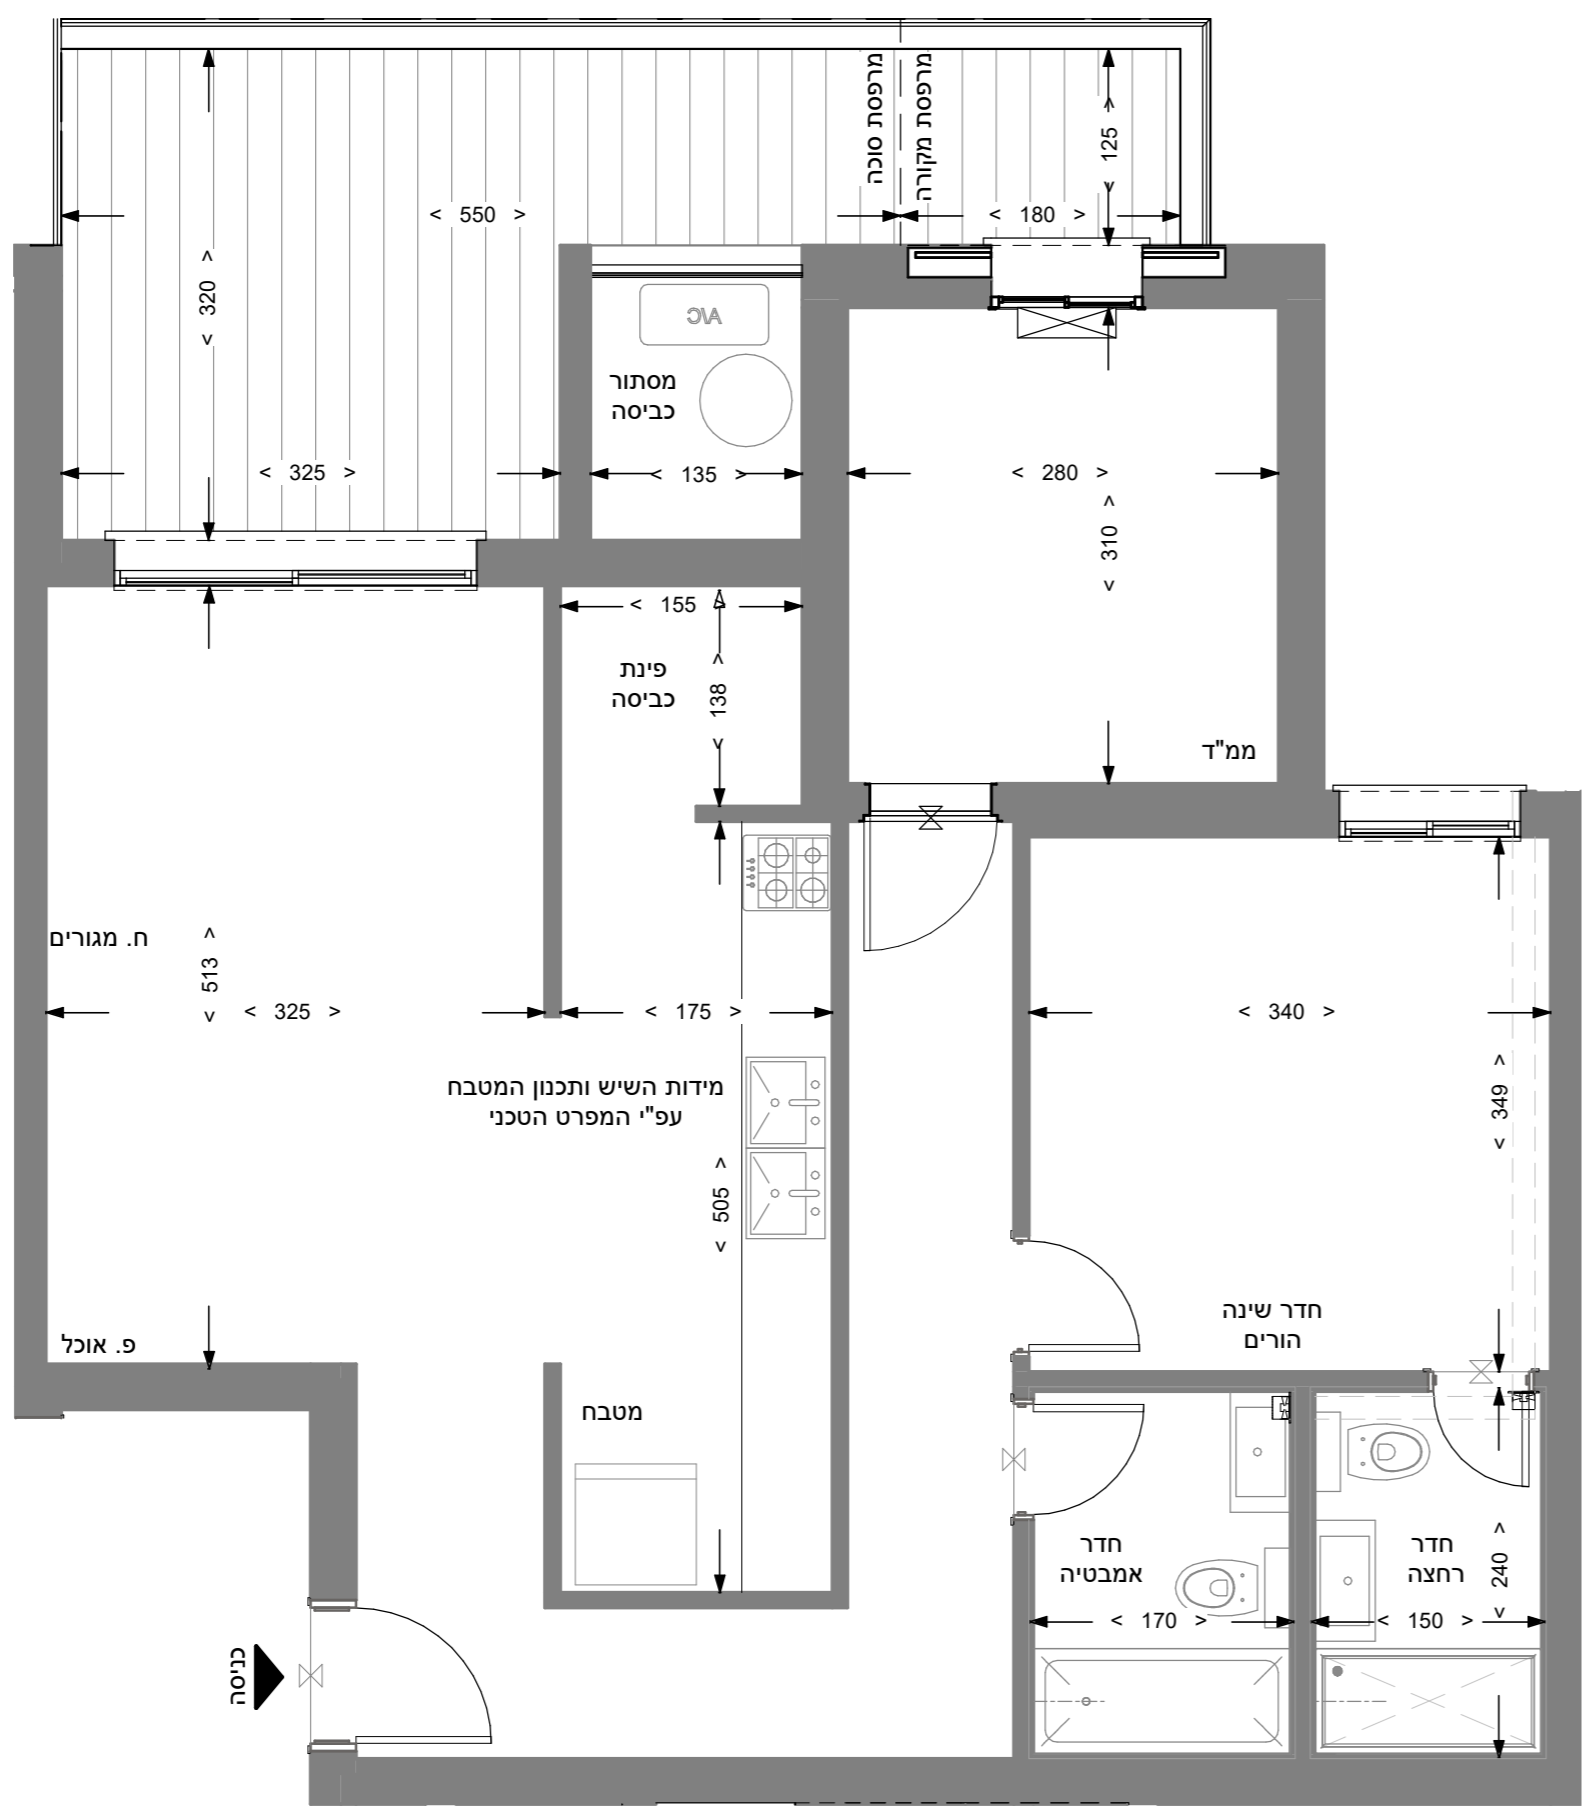 מרפסת סוכה
מרפסת מקורה
< 125 >
< 550 >
< 180 >
< 320 >
A/C
מסתור
כביסה
< 325 >
< 135 >
< 280 >
< 310 >
< 155 >
פינת
כביסה
< 138 >
ממ"ד
ח. מגורים
< 513 >
< 325 >
< 175 >
< 340 >
< 349 >
מידות השיש ותכנון המטבח
עפ"י המפרט הטכני
< 505 >
חדר שינה
הורים
פ. אוכל
מטבח
חדר
אמבטיה
חדר
רחצה
< 240 >
< 170 >
< 150 >
כניסה